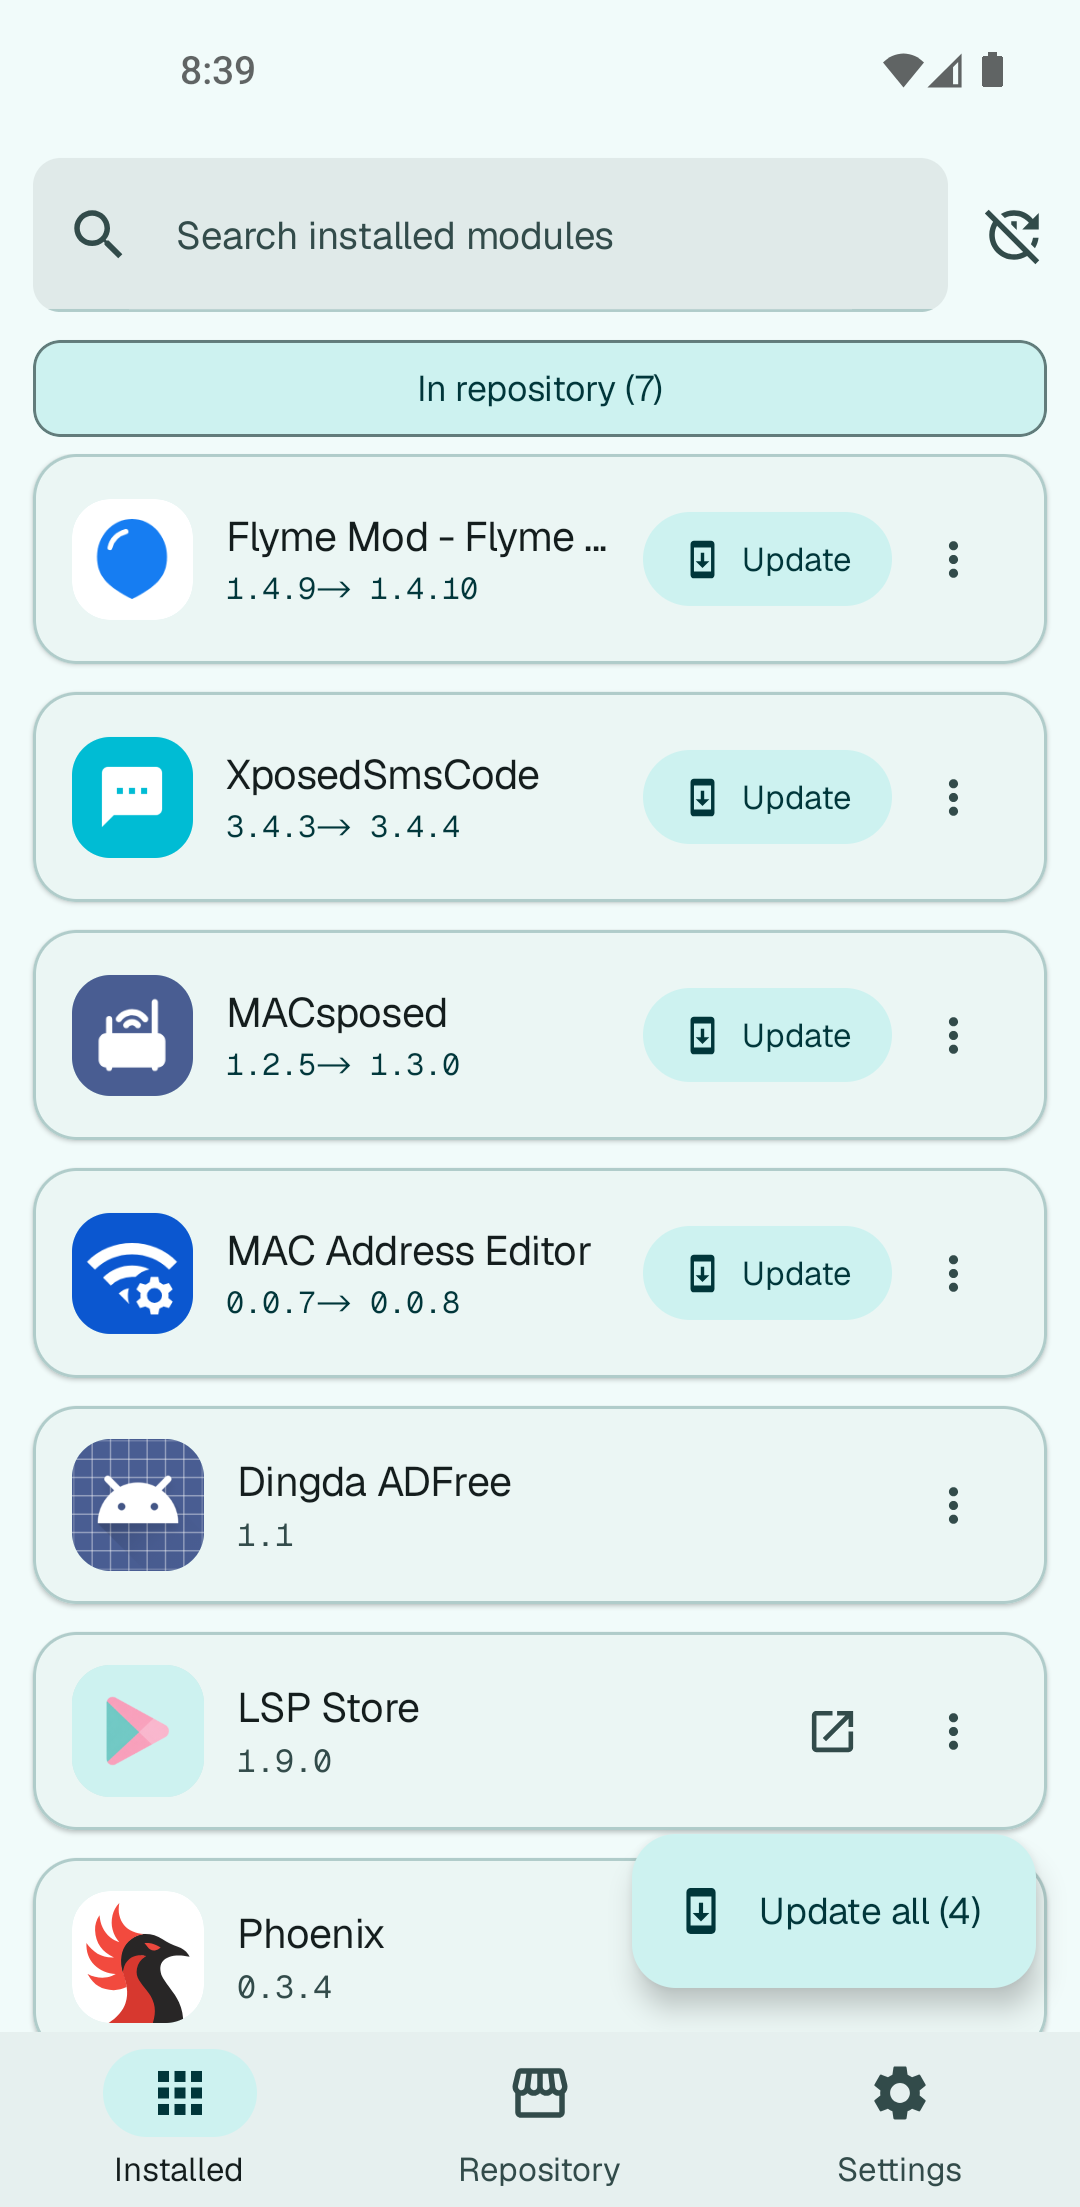 8:39
Search installed modules
In repository (7)
Flyme Mod - Flyme ...
1.4.9→ 1.4.10
Update
XposedSmsCode
3.4.3→ 3.4.4
Update
MACsposed
1.2.5→ 1.3.0
Update
MAC Address Editor
0.0.7→ 0.0.8
Update
Dingda ADFree
1.1
LSP Store
1.9.0
Phoenix
0.3.4
Update all (4)
Installed
Repository
Settings